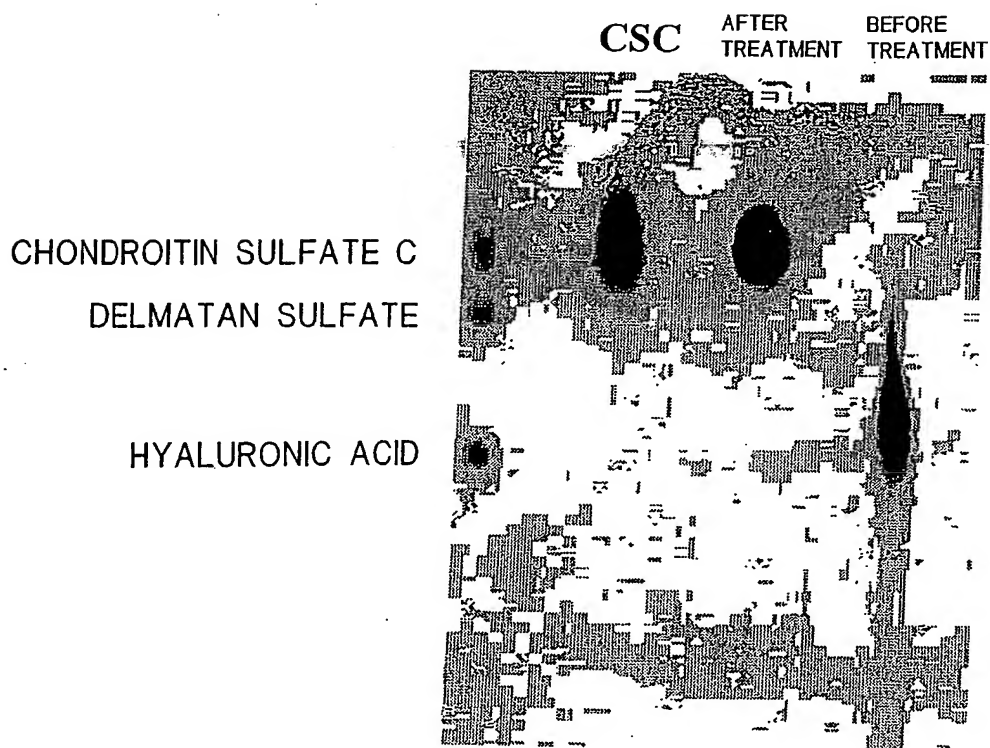 CSC
AFTER
TREATMENT
BEFORE
TREATMENT
CHONDROITIN SULFATE C
DELMATAN SULFATE
HYALURONIC ACID